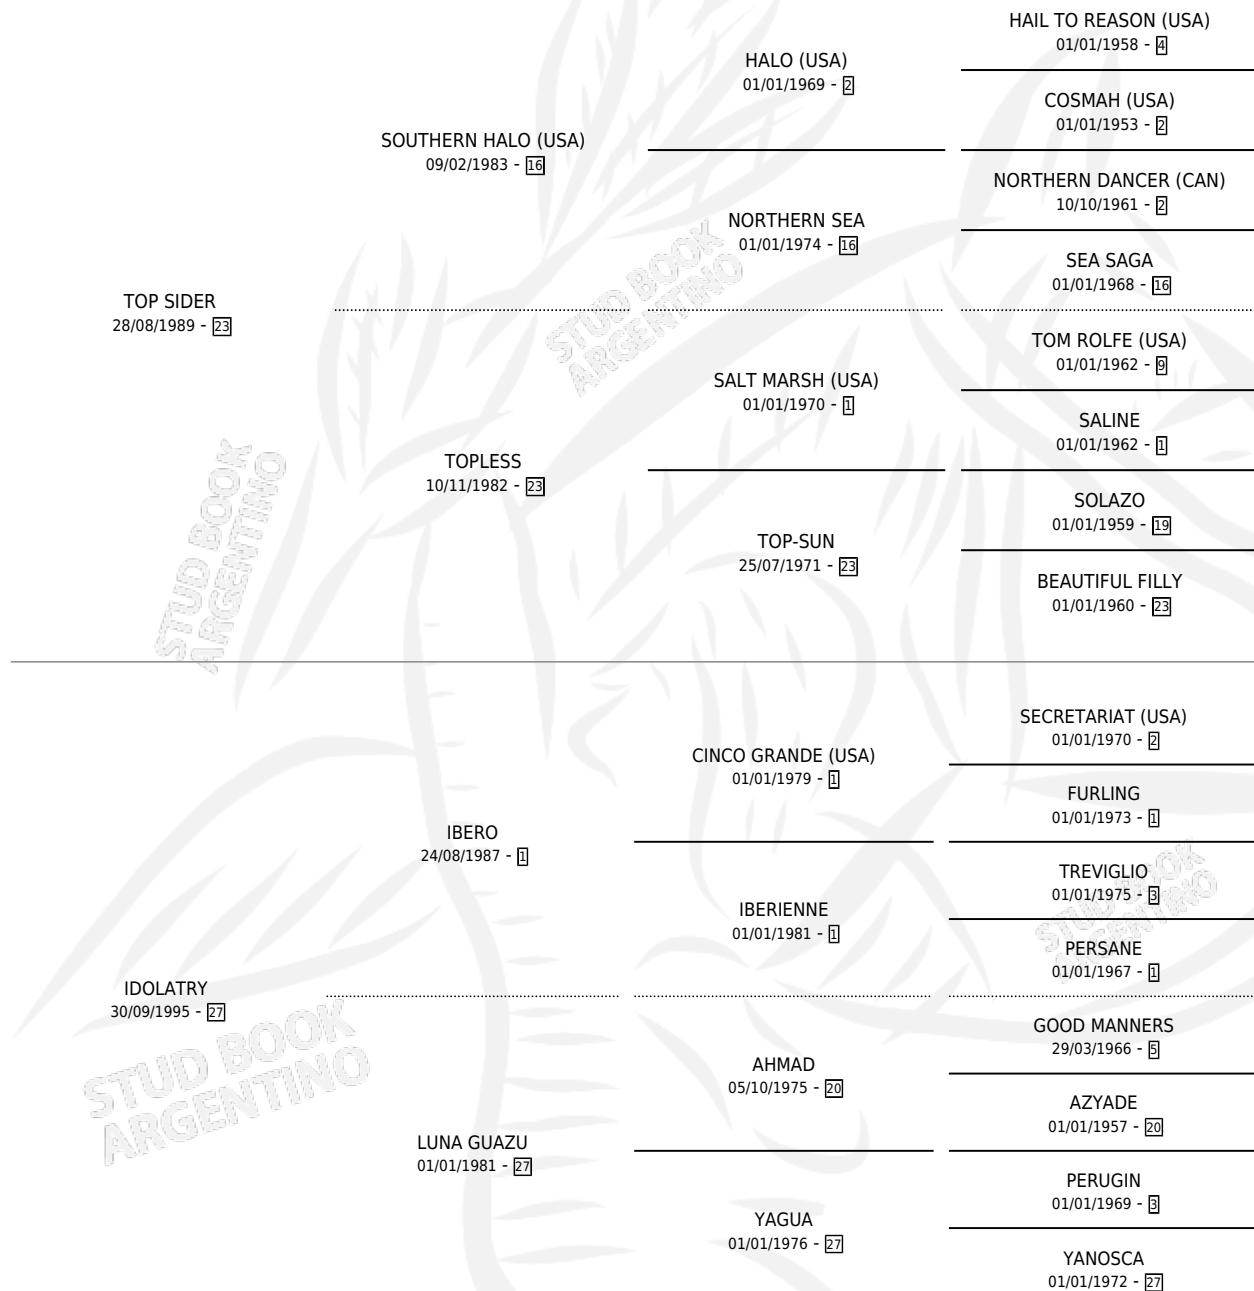 HAIL TO REASON (USA)
01/01/1958 - 4
HALO (USA)
01/01/1969 - 2
COSMAH (USA)
01/01/1953 - 2
SOUTHERN HALO (USA)
09/02/1983 - 16
NORTHERN DANCER (CAN)
10/10/1961 - 2
NORTHERN SEA
01/01/1974 - 16
SEA SAGA
01/01/1968 - 16
TOP SIDER
28/08/1989 - 23
TOM ROLFE (USA)
01/01/1962 - 9
SALT MARSH (USA)
01/01/1970 - 1
SALINE
01/01/1962 - 1
TOPLESS
10/11/1982 - 23
SOLAZO
01/01/1959 - 19
TOP-SUN
25/07/1971 - 23
BEAUTIFUL FILLY
01/01/1960 - 23
SECRETARIAT (USA)
01/01/1970 - 2
CINCO GRANDE (USA)
01/01/1979 - 1
FURLING
01/01/1973 - 1
IBERO
24/08/1987 - 1
TREVIGLIO
01/01/1975 - 3
IBERIENNE
01/01/1981 - 1
PERSANE
01/01/1967 - 1
IDOLATRY
30/09/1995 - 27
GOOD MANNERS
29/03/1966 - 5
AHMAD
05/10/1975 - 20
AZYADE
01/01/1957 - 20
LUNA GUAZU
01/01/1981 - 27
PERUGIN
01/01/1969 - 3
YAGUA
01/01/1976 - 27
YANOSCA
01/01/1972 - 27
STUD BOOK
ARGENTINO
STUD BOOK
ARGENTINO
STUD BOOK
ARGENTINO
STUD BOOK
ARGENTINO